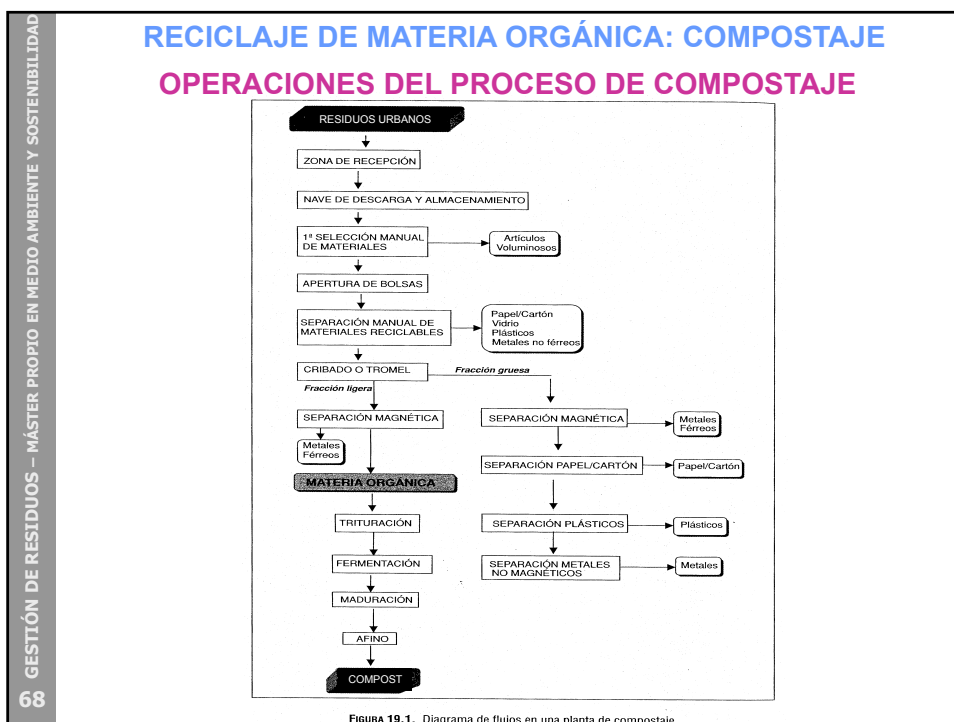 RECICLAJE DE MATERIA ORGÁNICA: COMPOSTAJE
OPERACIONES DEL PROCESO DE COMPOSTAJE
RESIDUOS URBANOS
ZONA DE RECEPCIÓN
NAVE DE DESCARGA Y ALMACENAMIENTO
1ª SELECCIÓN MANUAL
DE MATERIALES
Artículos
Voluminosos
APERTURA DE BOLSAS
SEPARACIÓN MANUAL DE
MATERIALES RECICLABLES
Papel/Cartón
Vidrio
Plásticos
Metales no férreos
CRIBADO O TROMEL
Fracción gruesa
Fracción ligera
SEPARACIÓN MAGNÉTICA
Metales
Férreos
SEPARACIÓN MAGNÉTICA
Metales
Férreos
SEPARACIÓN PAPEL/CARTÓN
Papel/Cartón
MATERIA ORGÁNICA
TRITURACIÓN
SEPARACIÓN PLÁSTICOS
Plásticos
FERMENTACIÓN
SEPARACIÓN METALES
NO MAGNÉTICOS
Metales
MADURACIÓN
AFINO
COMPOST
FIGURA 19.1. Diagrama de flujos en una planta de compostaje
GESTIÓN DE RESIDUOS – MÁSTER PROPIO EN MEDIO AMBIENTE Y SOSTENIBILIDAD
68